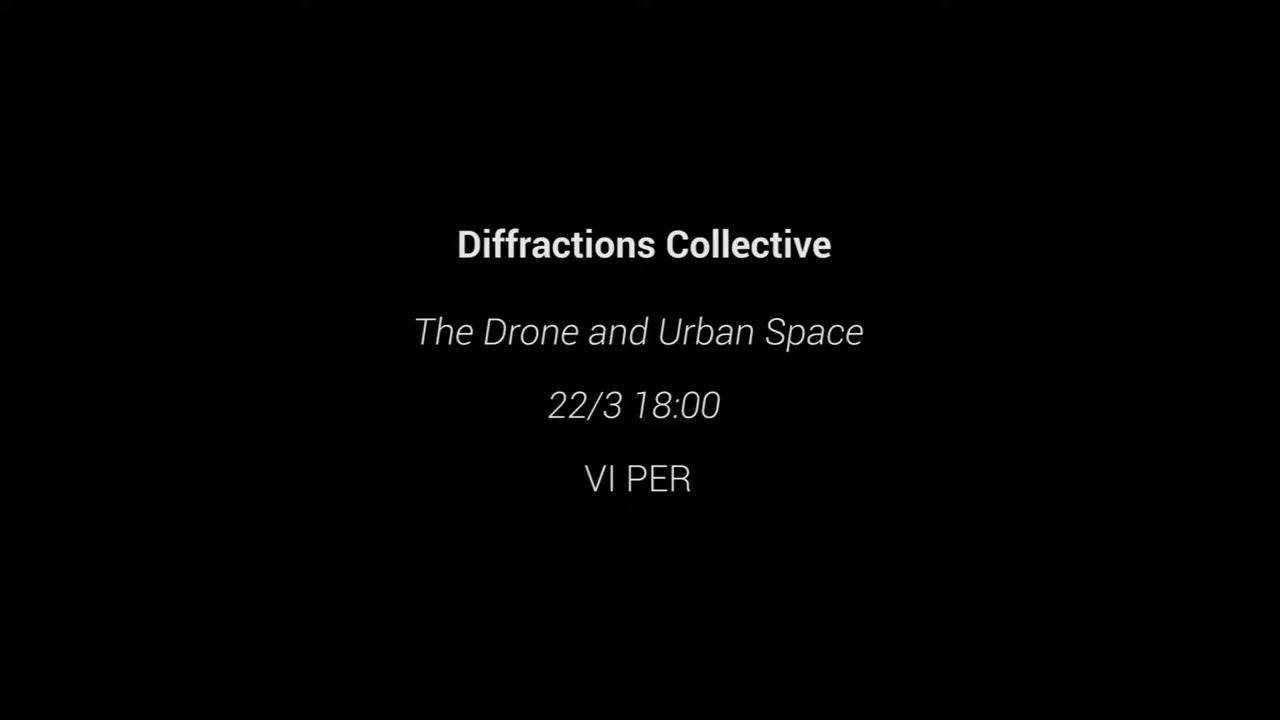 Diffractions Collective
The Drone and Urban Space
22/3 18:00
VI PER